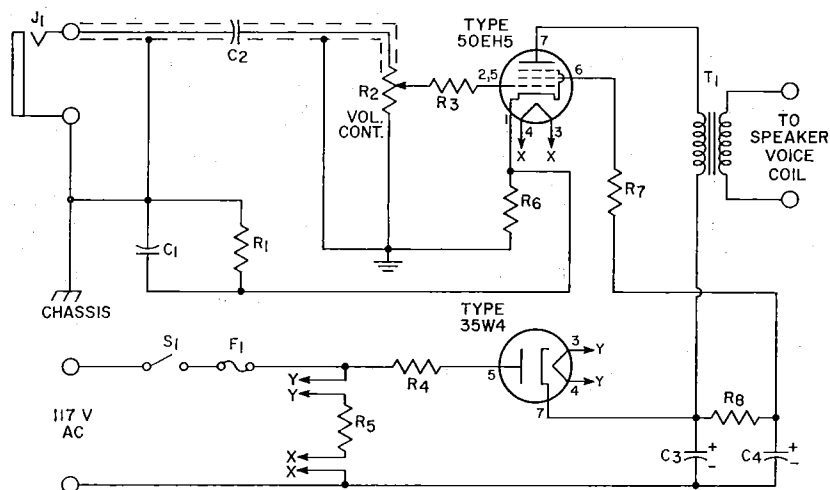 J1
C2
TYPE
50EH5
7
2,5
6
R2
VOL.
CONT.
R3
1
4
3
X
X
T1
TO
SPEAKER
VOICE
COIL
R6
R7
C1
R1
CHASSIS
TYPE
35W4
S1
F1
3
Y
Y
Y
R4
5
4
Y
7
117 V
AC
R5
X
X
R8
C3
+
-
C4
+
-